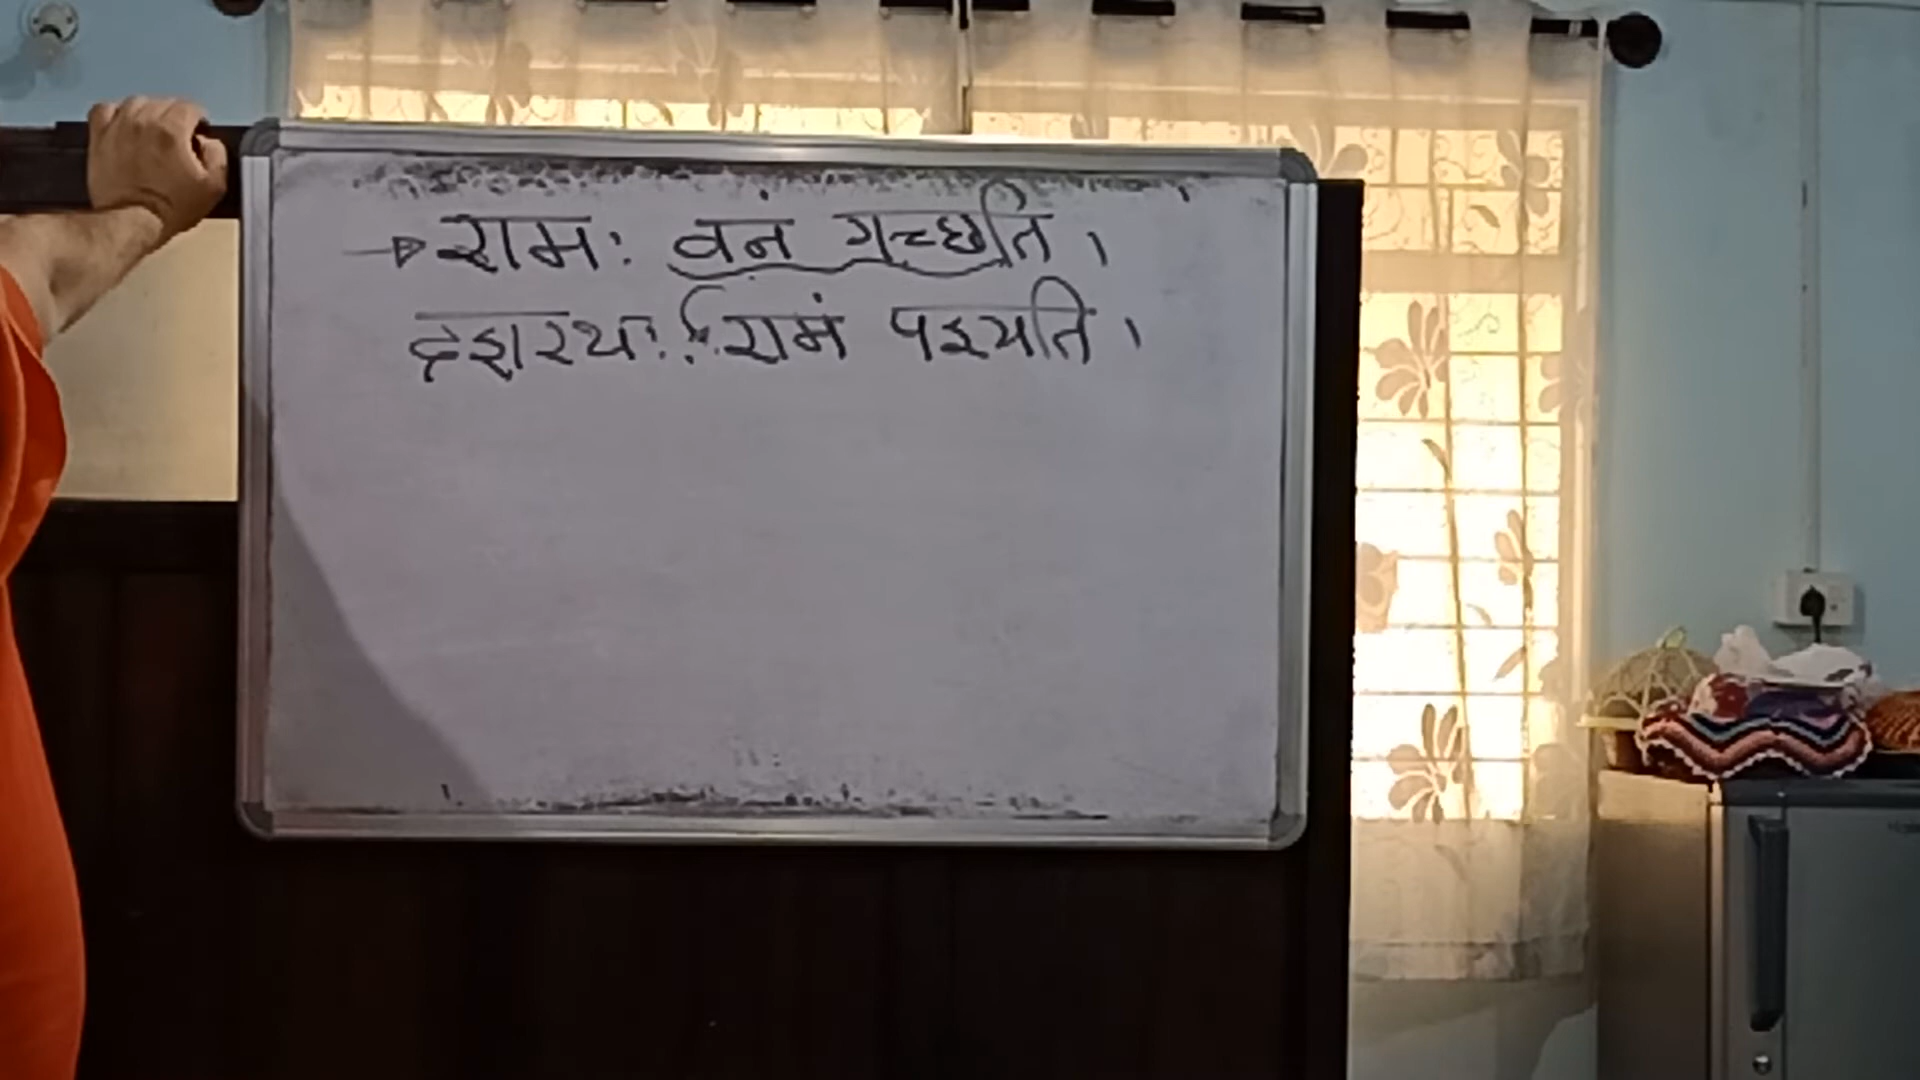 रामः वनं गच्छति ।
दशरथः रामं पश्यति ।